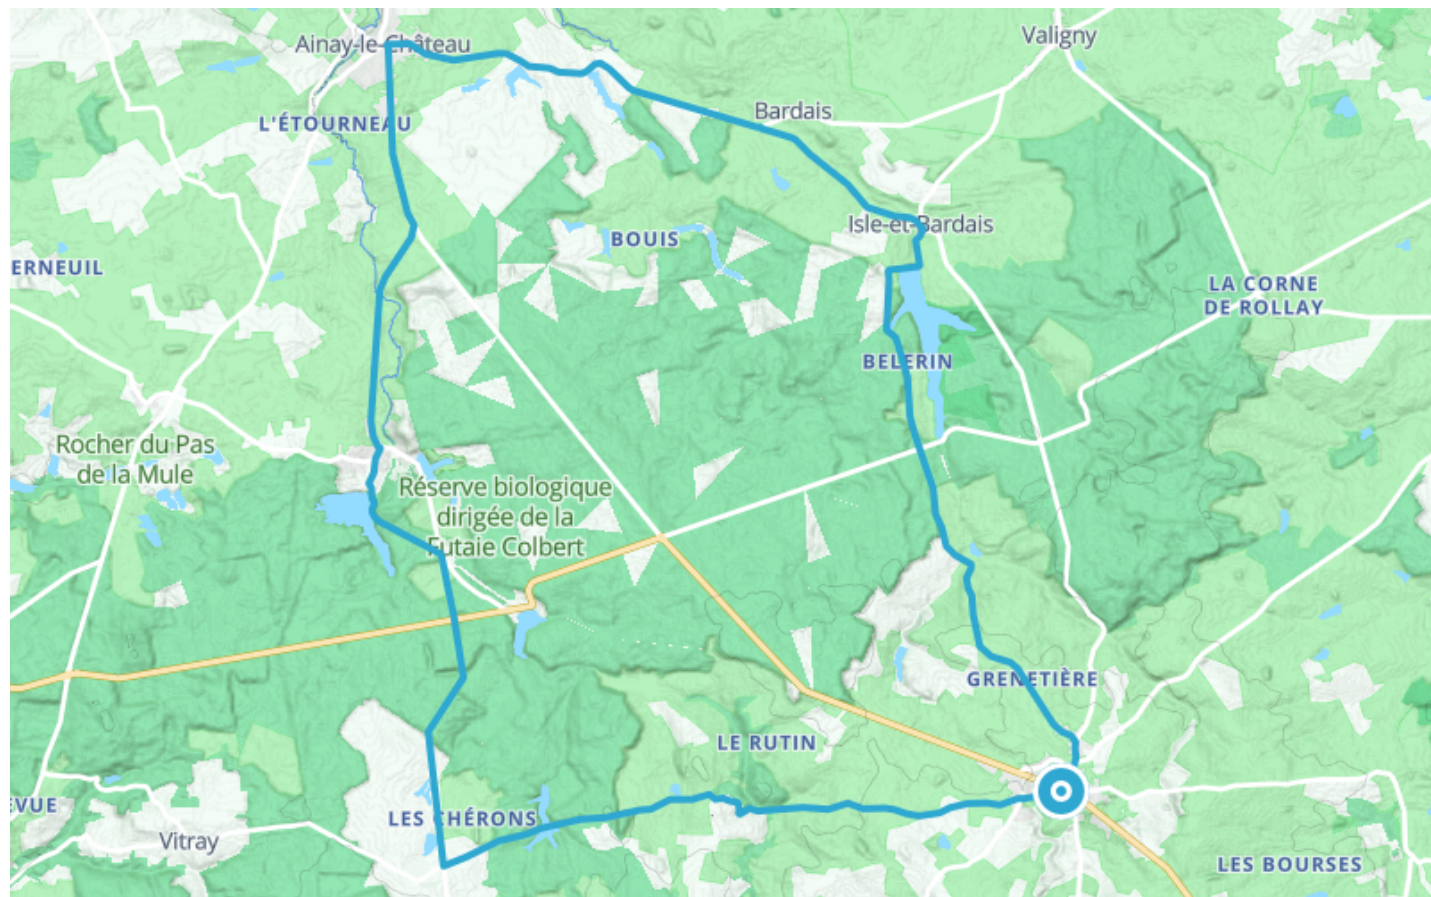 Valigny
Ainay-le-Château
Bardais
L'ÉTOURNEAU
Isle-et-Bardais
BOUIS
ERNEUIL
LA CORNE
DE ROLLAY
BELERIN
Rocher du Pas
de la Mule
Réserve biologique
dirigée de la
Futaie Colbert
GRENETIÈRE
LE RUTIN
EVUE
LES CHÉRONS
Vitray
LES BOURSES